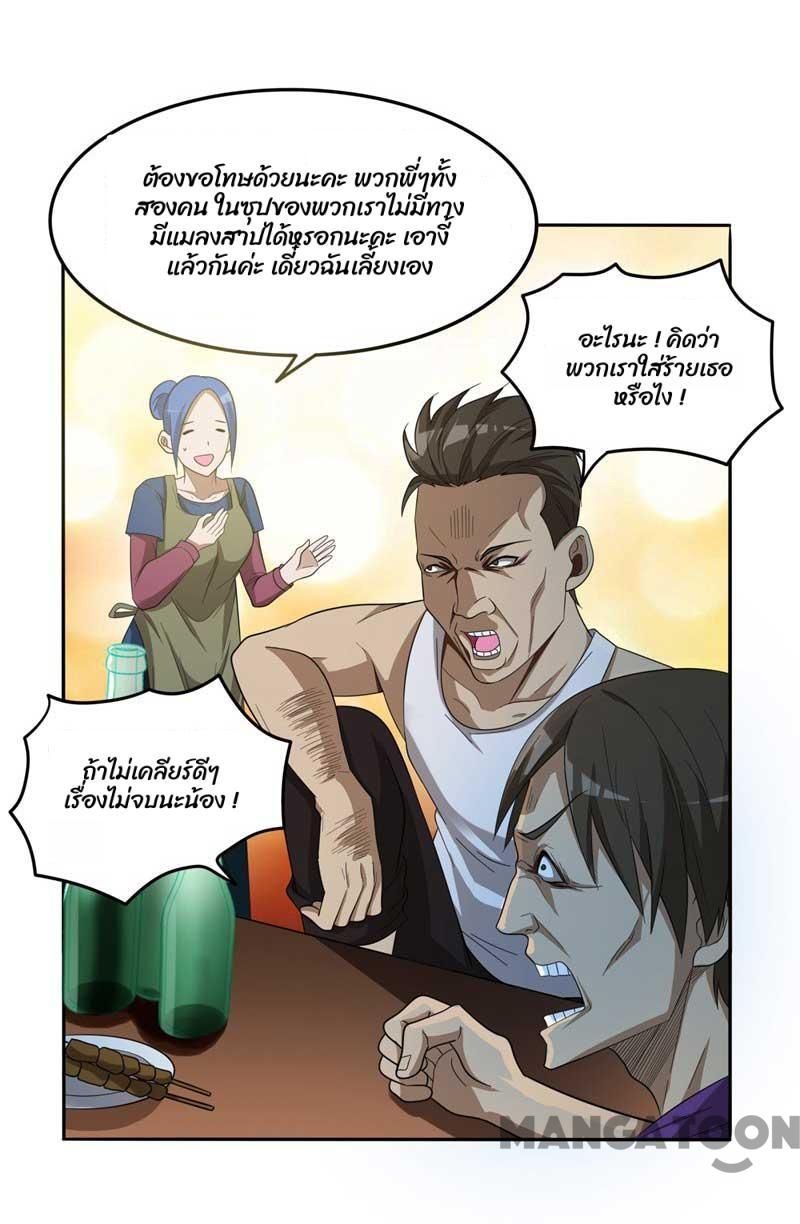 ต้องขอโทษด้วยนะคะ พวกพี่ๆทั้ง
สองคน ในซุปของพวกเราไม่มีทาง
มีแมลงสาปได้หรอกนะคะ เอางี้
แล้วกันค่ะ เดี๋ยวฉันเลี้ยงเอง
อะไรนะ ! คิดว่า
พวกเราใส่ร้ายเธอ
หรือไง !
ถ้าไม่เคลียร์ดีๆ
เรื่องไม่จบนะน้อง !
MANGATOON